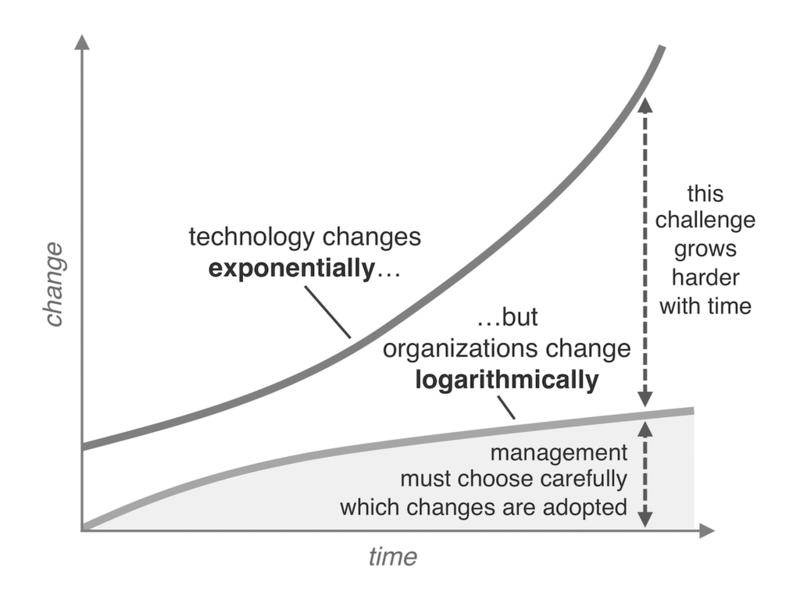 technology changes
exponentially…
…but
organizations change
logarithmically
this
challenge
grows
harder
with time
management
must choose carefully
which changes are adopted
change
time